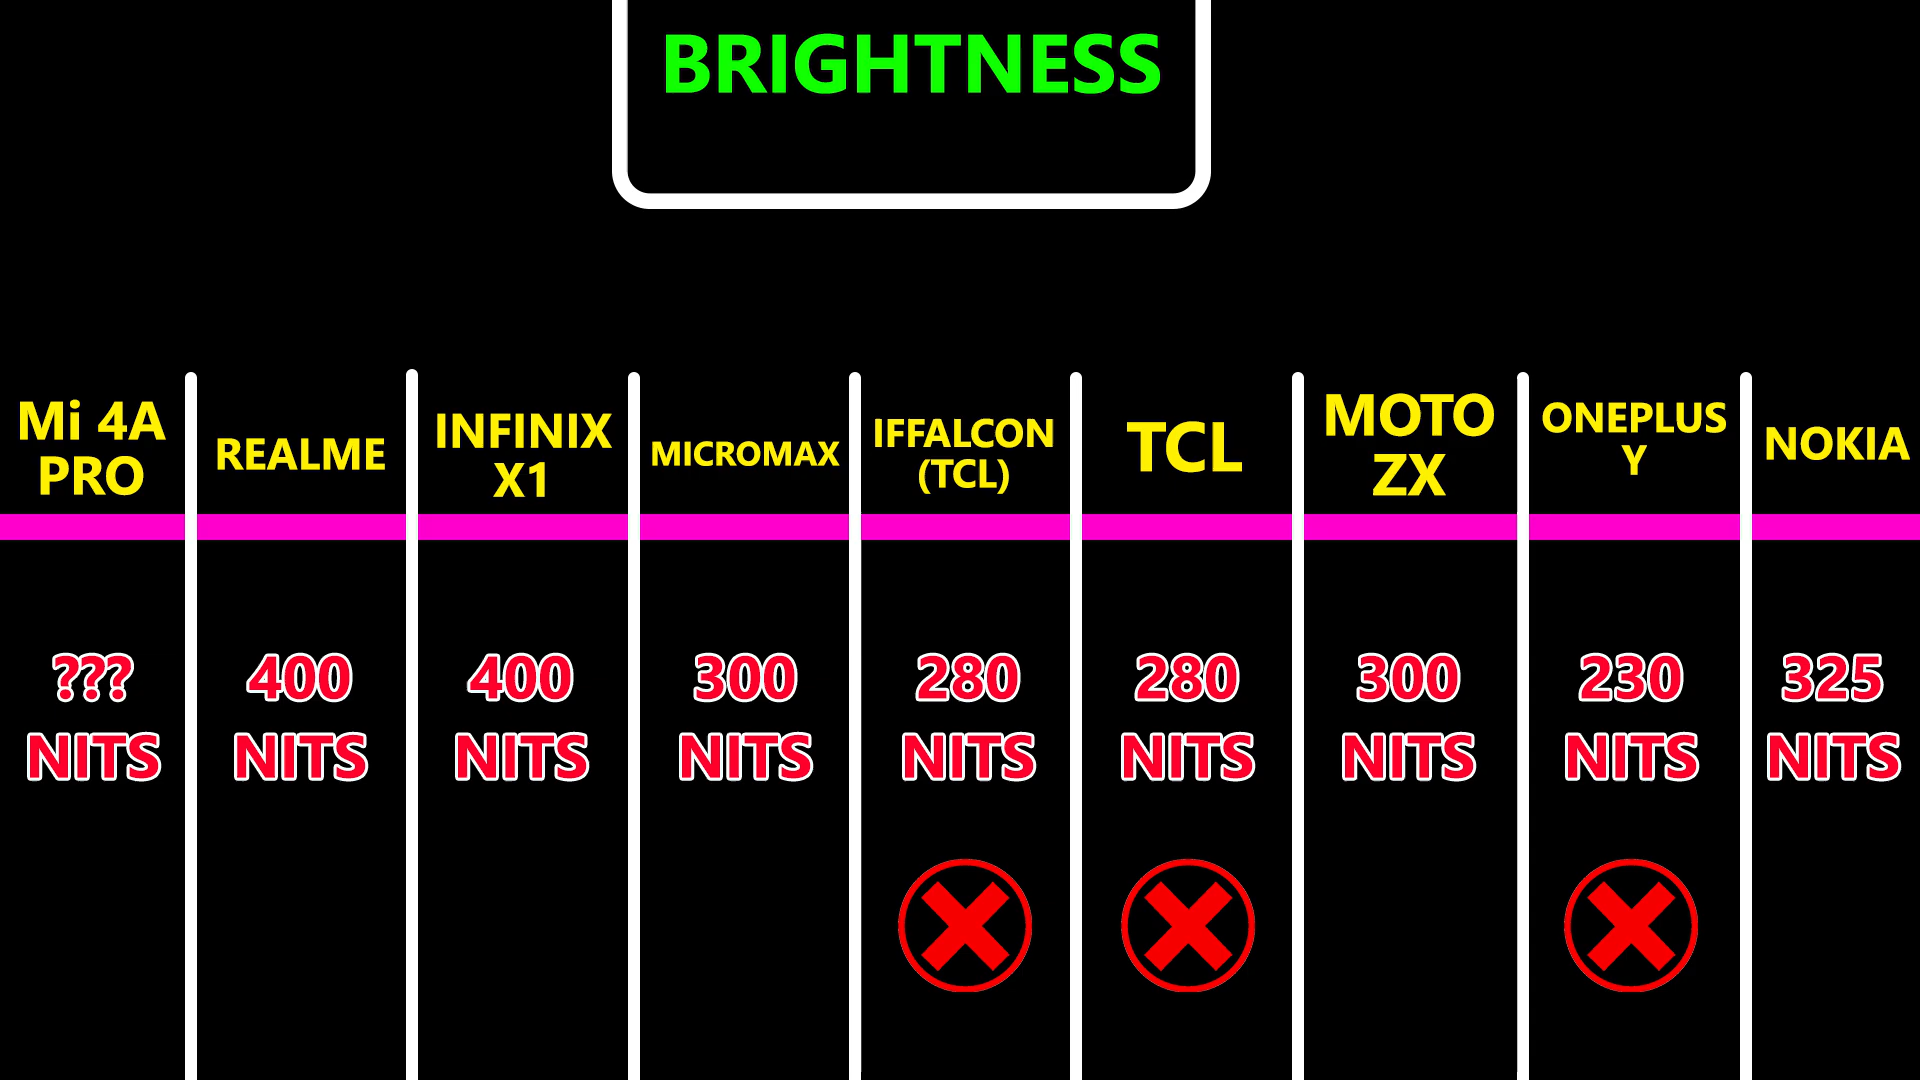 BRIGHTNESS
Mi 4A
PRO
REALME
INFINIX
X1
MICROMAX
IFFALCON
(TCL)
TCL
MOTO
ZX
ONEPLUS
Y
NOKIA
???
NITS
400
NITS
400
NITS
300
NITS
280
NITS
280
NITS
300
NITS
230
NITS
325
NITS